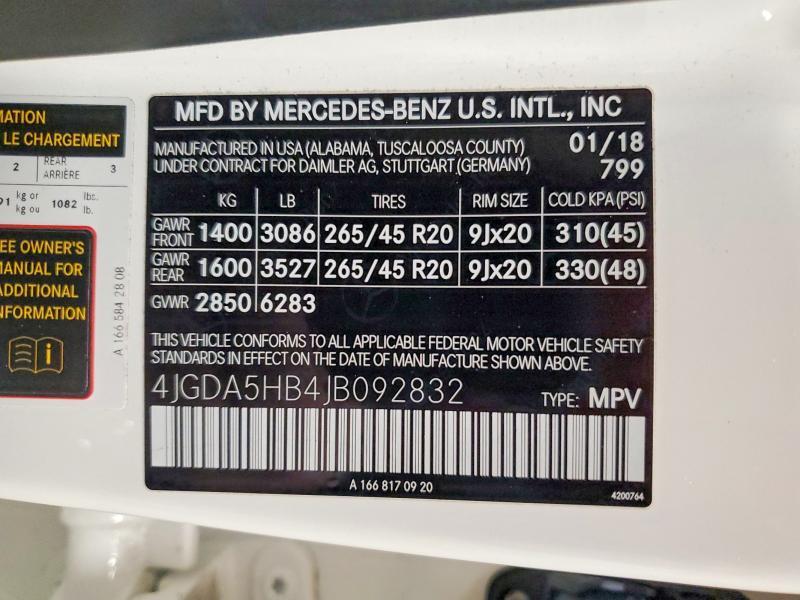 MATION
LE CHARGEMENT
2 REAR ARRIÈRE 3
91 kg or kg ou 1082 lbs. lb.
EE OWNER'S
MANUAL FOR
ADDITIONAL
INFORMATION
A 166 584 28 08
MFD BY MERCEDES-BENZ U.S. INTL., INC
MANUFACTURED IN USA (ALABAMA, TUSCALOOSA COUNTY) 01/18
UNDER CONTRACT FOR DAIMLER AG, STUTTGART (GERMANY) 799
KG LB TIRES RIM SIZE COLD KPA(PSI)
GAWR FRONT 1400 3086 265/45 R20 9Jx20 310(45)
GAWR REAR 1600 3527 265/45 R20 9Jx20 330(48)
GVWR 2850 6283
THIS VEHICLE CONFORMS TO ALL APPLICABLE FEDERAL MOTOR VEHICLE SAFETY
STANDARDS IN EFFECT ON THE DATE OF MANUFACTURE SHOWN ABOVE.
4JGDA5HB4JB092832 TYPE: MPV
A 166 817 09 20
4200764